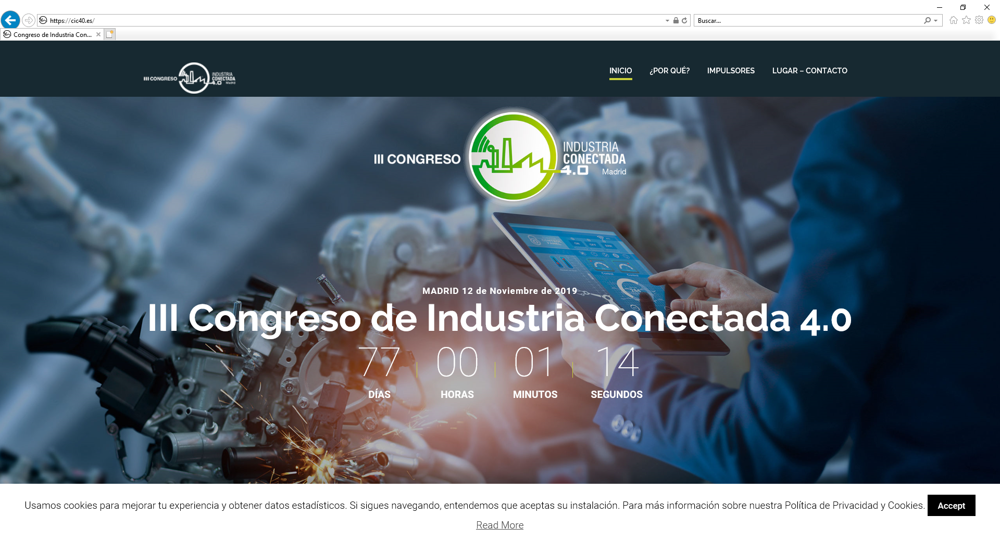 https://cic40.es/
Buscar...
Congreso de Industria Con...
III CONGRESO
INDUSTRIA
CONECTADA
4.0 Madrid
INICIO
¿POR QUÉ?
IMPULSORES
LUGAR – CONTACTO
III CONGRESO
INDUSTRIA
CONECTADA
4.0 Madrid
MADRID 12 de Noviembre de 2019
III Congreso de Industria Conectada 4.0
77 00 01 14
DÍAS HORAS MINUTOS SEGUNDOS
Usamos cookies para mejorar tu experiencia y obtener datos estadísticos. Si sigues navegando, entendemos que aceptas su instalación. Para más información sobre nuestra Política de Privacidad y Cookies. Accept
Read More